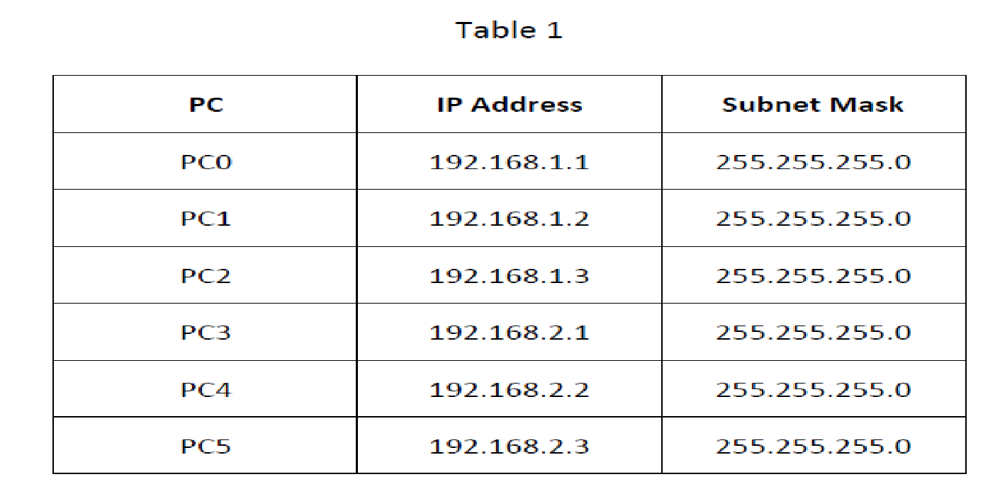 Table 1
PC IP Address Subnet Mask
PC0 192.168.1.1 255.255.255.0
PC1 192.168.1.2 255.255.255.0
PC2 192.168.1.3 255.255.255.0
PC3 192.168.2.1 255.255.255.0
PC4 192.168.2.2 255.255.255.0
PC5 192.168.2.3 255.255.255.0